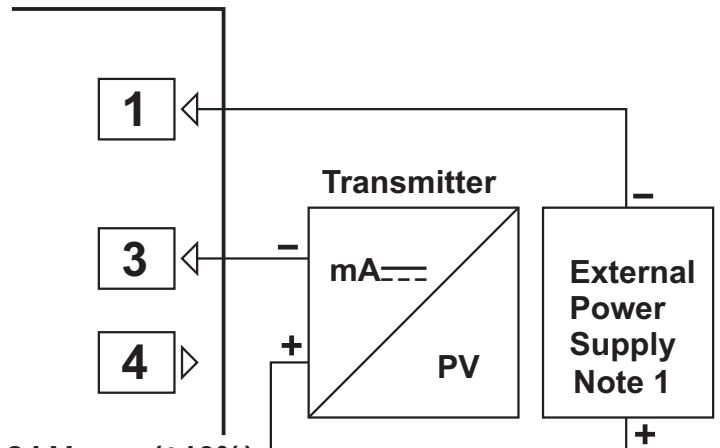 1
Transmitter
−
3
−
mA
External
Power
Supply
Note 1
4
+
PV
+